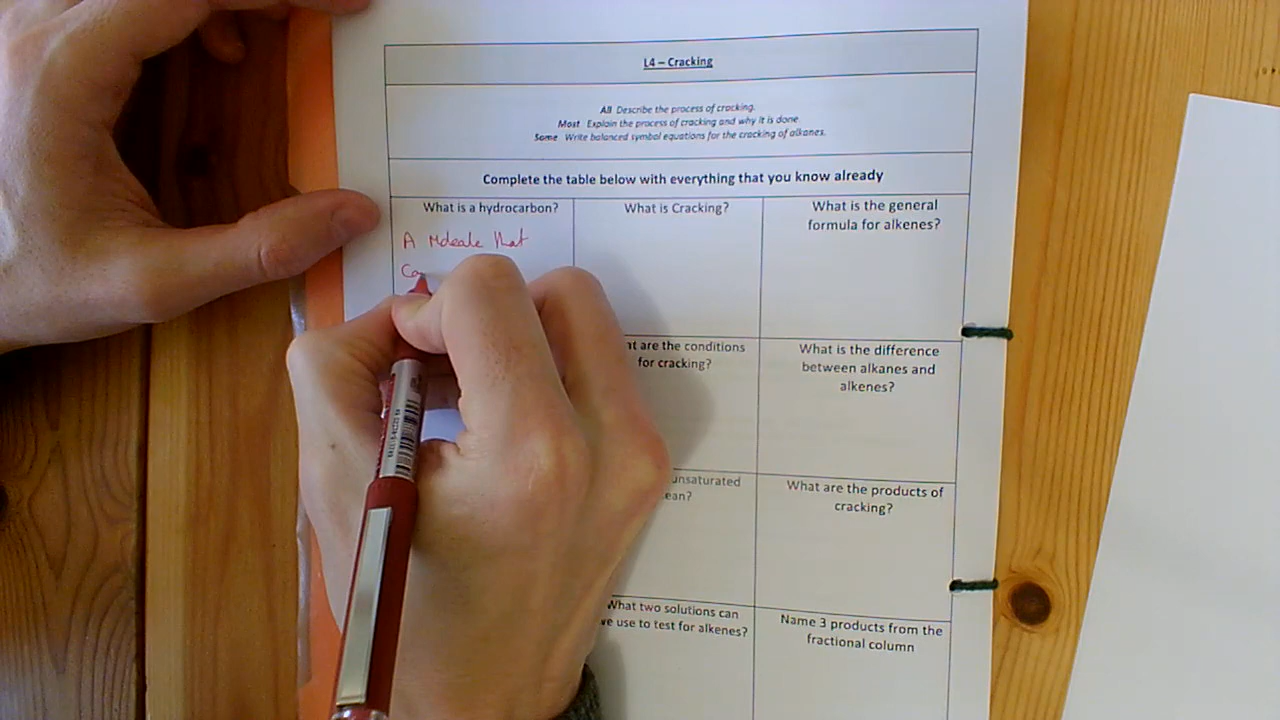 L4 – Cracking
All Describe the process of cracking.
Most Explain the process of cracking and why it is done.
Some Write balanced symbol equations for the cracking of alkanes.
Complete the table below with everything that you know already
What is a hydrocarbon?
A Molecule that
Co
What is Cracking?
What is the general
formula for alkenes?
at are the conditions
for cracking?
What is the difference
between alkanes and
alkenes?
unsaturated
ean?
What are the products of
cracking?
What two solutions can
we use to test for alkenes?
Name 3 products from the
fractional column